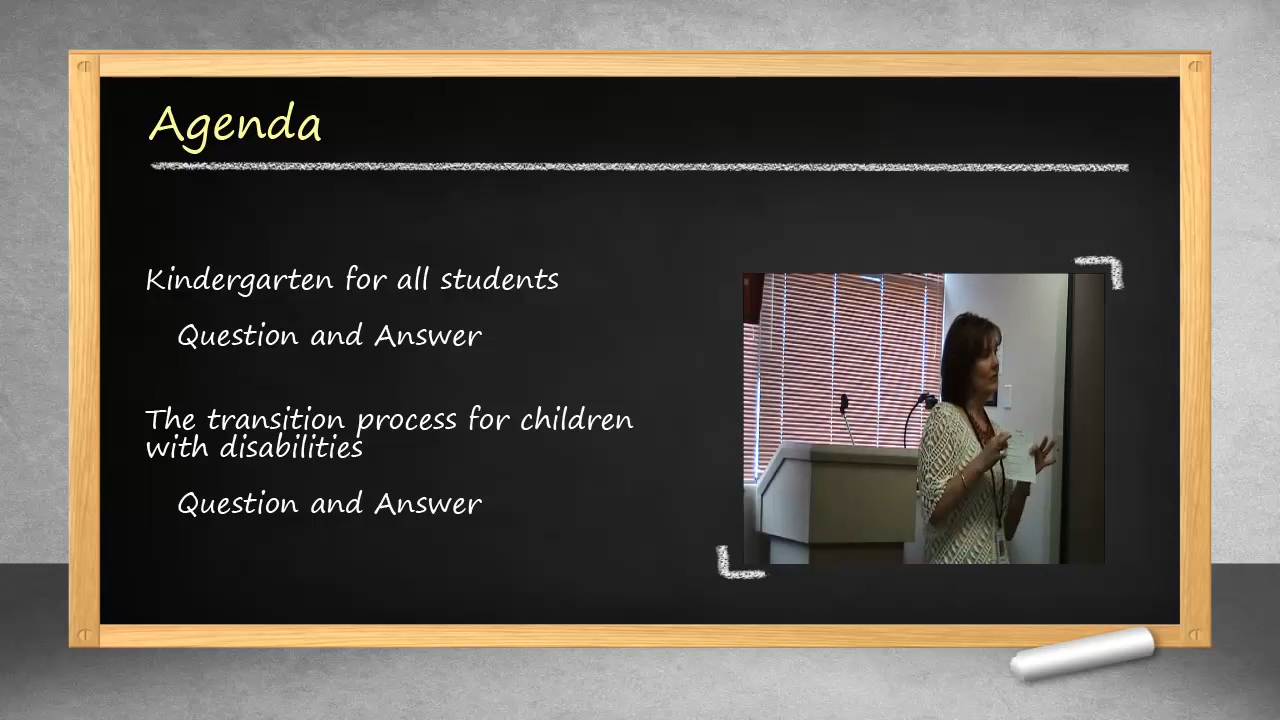 Agenda
Kindergarten for all students
Question and Answer
The transition process for children
with disabilities
Question and Answer